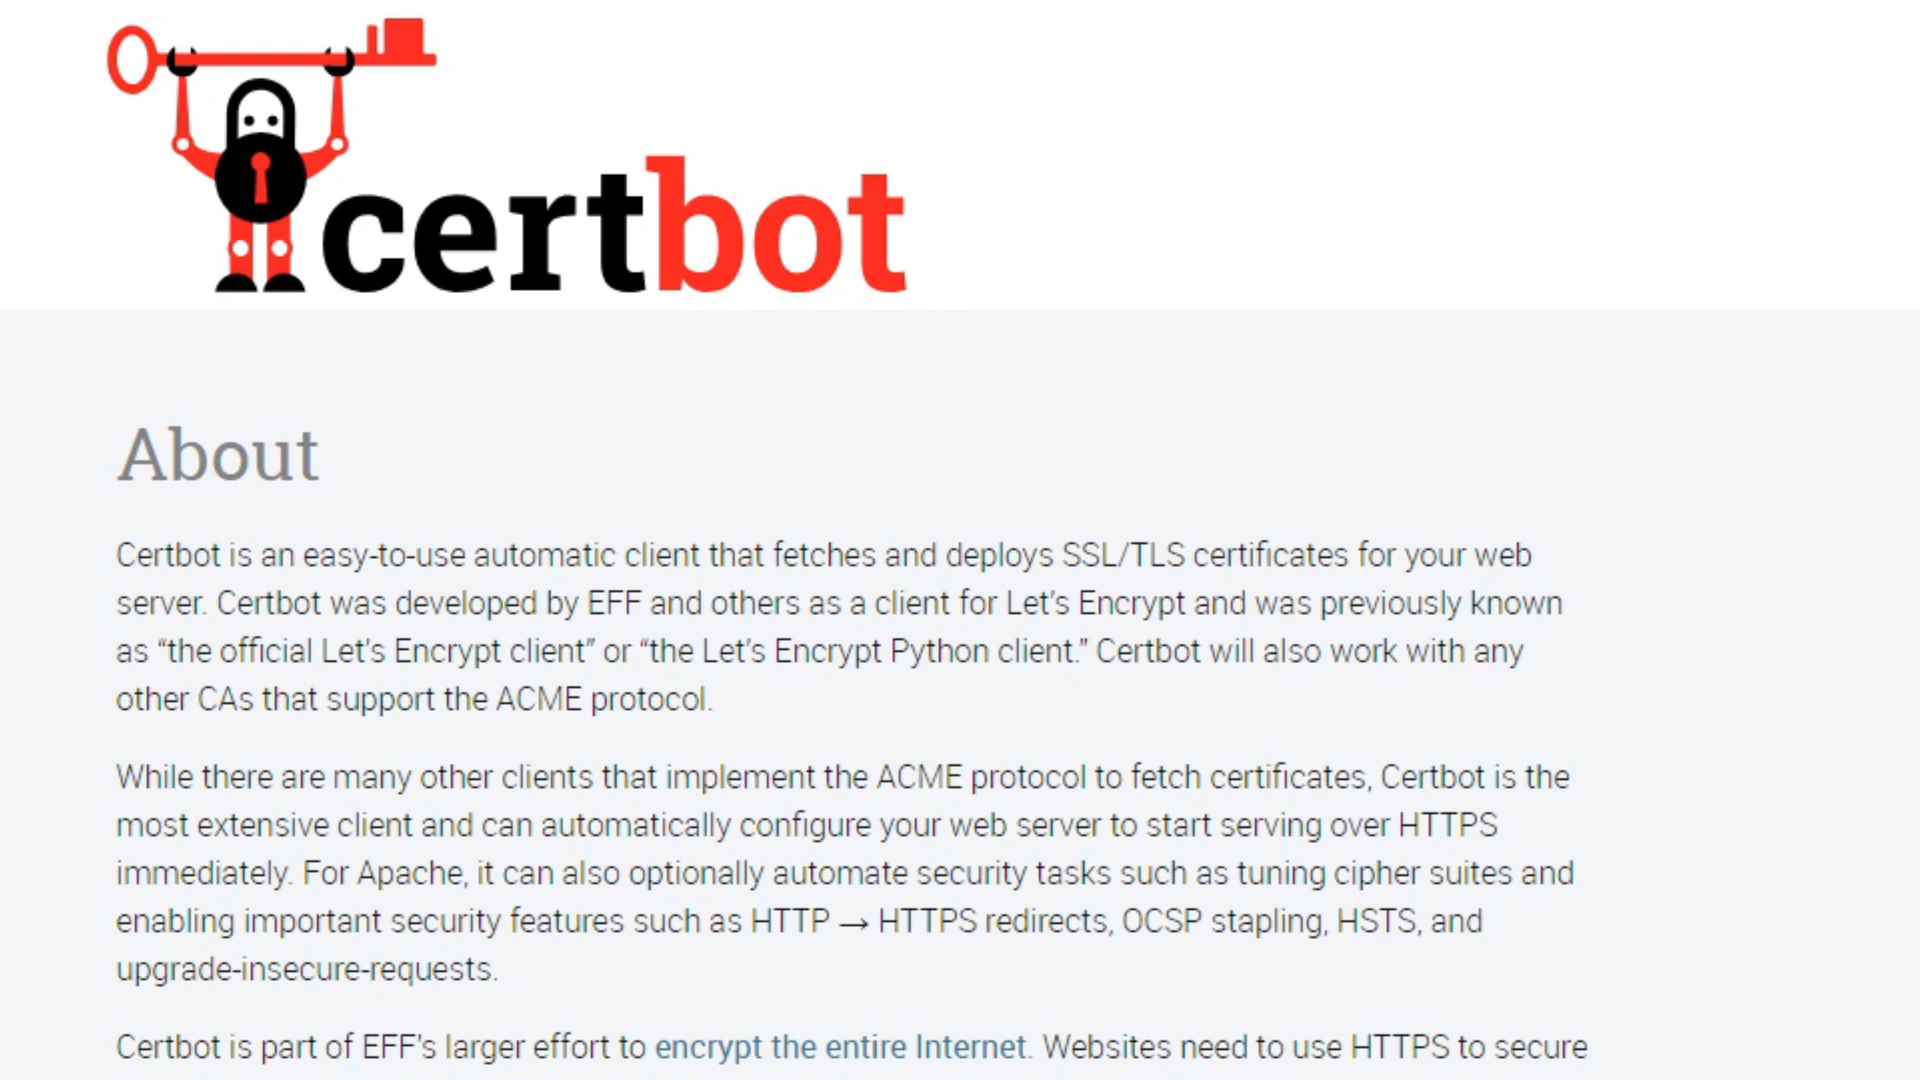 certbot
About
Certbot is an easy-to-use automatic client that fetches and deploys SSL/TLS certificates for your web
server. Certbot was developed by EFF and others as a client for Let’s Encrypt and was previously known
as “the official Let's Encrypt client” or “the Let’s Encrypt Python client.” Certbot will also work with any
other CAs that support the ACME protocol.
While there are many other clients that implement the ACME protocol to fetch certificates, Certbot is the
most extensive client and can automatically configure your web server to start serving over HTTPS
immediately. For Apache, it can also optionally automate security tasks such as tuning cipher suites and
enabling important security features such as HTTP → HTTPS redirects, OCSP stapling, HSTS, and
upgrade-insecure-requests.
Certbot is part of EFF’s larger effort to encrypt the entire Internet. Websites need to use HTTPS to secure